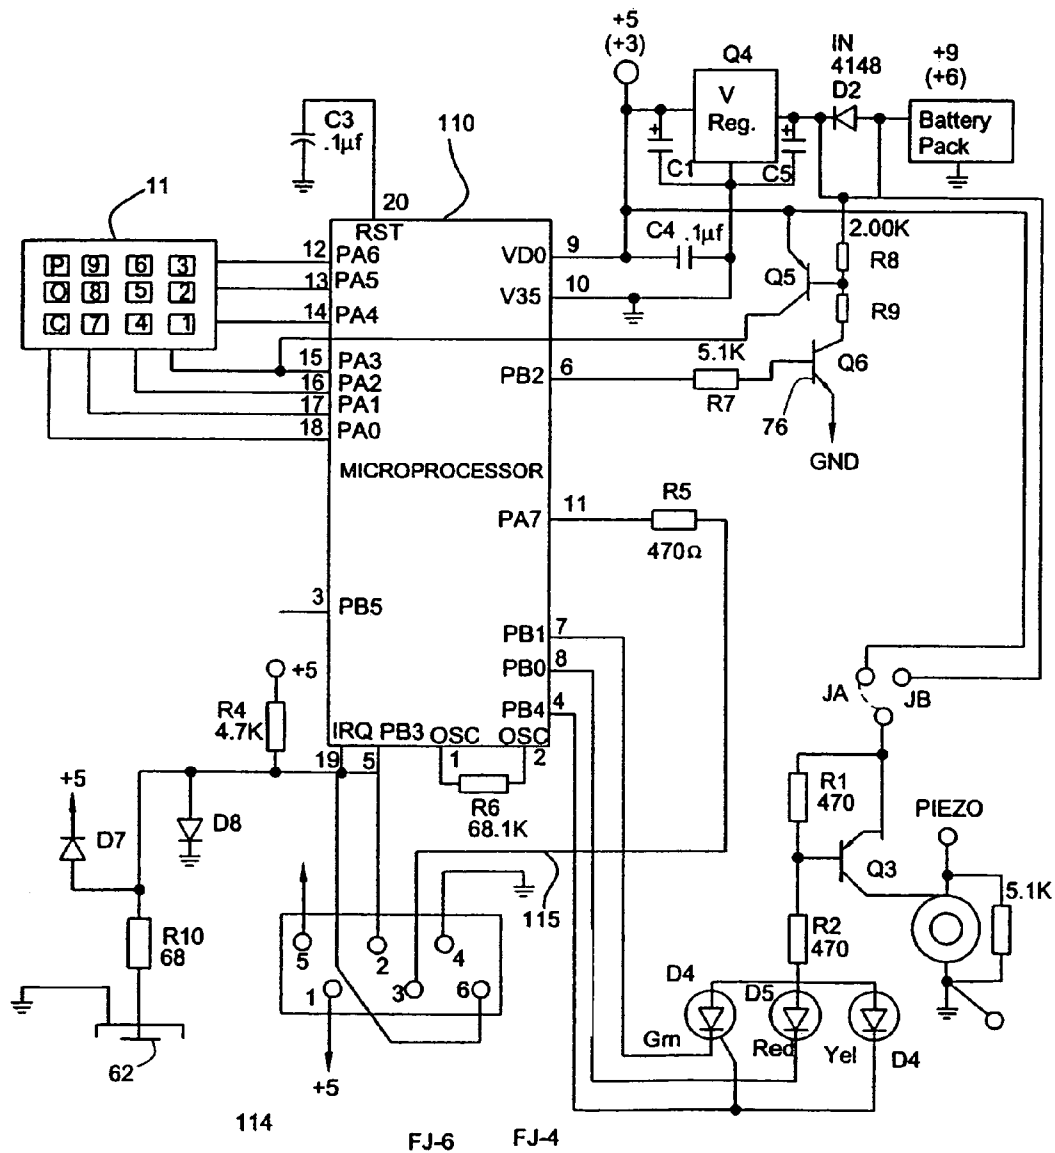 +5
(+3)
Q4
IN
4148
D2
+9
(+6)
V
Reg.
Battery
Pack
+
C1
+
C5
C3
.1µf
110
11
20
RST
12
PA6
13
PA5
14
PA4
15
PA3
16
PA2
17
PA1
18
PA0
P 9 6 3
O 8 5 2
C 7 4 1
VD0
9
V35
10
C4
.1µf
2.00K
Q5
R8
R9
5.1K
PB2
6
R7
Q6
76
GND
MICROPROCESSOR
R5
PA7
11
470Ω
3
PB5
PB1
7
PB0
8
PB4
4
+5
R4
4.7K
IRQ
PB3
OSC
OSC
19
5
1
2
R6
68.1K
JA
JB
R1
470
PIEZO
Q3
5.1K
R2
470
+5
D7
D8
R10
68
62
115
5
2
4
1
3
6
+5
D4
D5
Grn
Red
Yel
D4
114
FJ-6
FJ-4